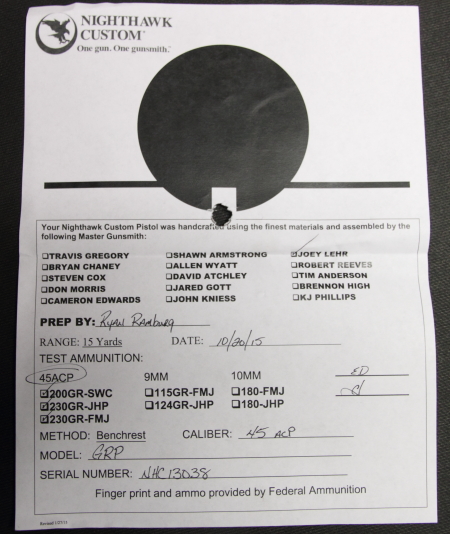 NIGHTHAWK
CUSTOM
One gun. One gunsmith.
Your Nighthawk Custom Pistol was handcrafted using the finest materials and assembled by the
following Master Gunsmith:
☐TRAVIS GREGORY ☐SHAWN ARMSTRONG ☑JOEY LEHR
☐BRYAN CHANEY ☐ALLEN WYATT ☐ROBERT REEVES
☐STEVEN COX ☐DAVID ATCHLEY ☐TIM ANDERSON
☐DON MORRIS ☐JARED GOTT ☐BRENNON HIGH
☐CAMERON EDWARDS ☐JOHN KNIESS ☐KJ PHILLIPS
PREP BY: Ryan Ramburg
RANGE: 15 Yards DATE: 10/20/15
TEST AMMUNITION:
45ACP 9MM 10MM
☐200GR-SWC ☐115GR-FMJ ☐180-FMJ
☐230GR-JHP ☐124GR-JHP ☐180-JHP
☐230GR-FMJ
METHOD: Benchrest CALIBER: 45 ACP
MODEL: GRP
SERIAL NUMBER: NHC13038
Finger print and ammo provided by Federal Ammunition